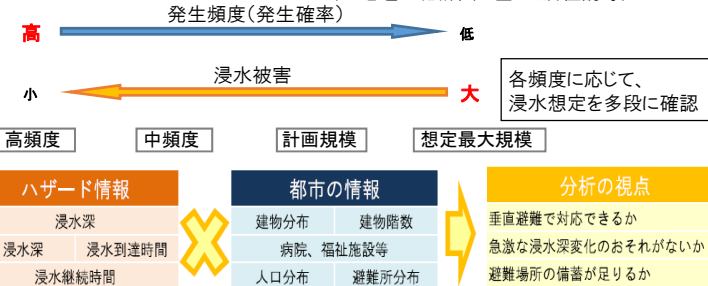 発生頻度(発生確率)
高
低
浸水被害
小
大
各頻度に応じて、
浸水想定を多段に確認
高頻度
中頻度
計画規模
想定最大規模
ハザード情報
浸水深
浸水深 浸水到達時間
浸水継続時間
都市の情報
建物分布 建物階数
病院、福祉施設等
人口分布 避難所分布
分析の視点
垂直避難で対応できるか
急激な浸水深変化のおそれがないか
避難場所の備蓄が足りるか